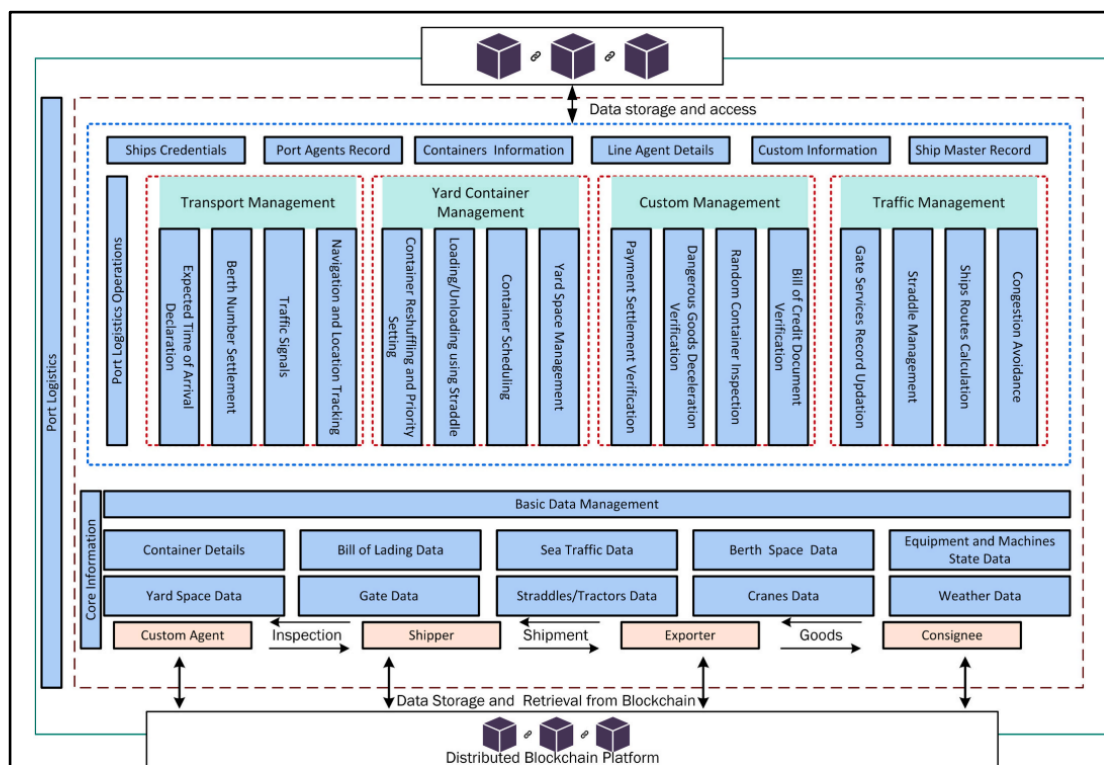 Data storage and access
Ships Credentials
Port Agents Record
Containers Information
Line Agent Details
Custom Information
Ship Master Record
Port Logistics
Port Logistics Operations
Transport Management
Expected Time of Arrival
Declaration
Berth Number Settlement
Traffic Signals
Navigation and Location Tracking
Yard Container
Management
Container Reshuffling and Priority
Setting
Loading/Unloading using Straddle
Container Scheduling
Yard Space Management
Custom Management
Payment Settlement Verification
Dangerous Goods Deceleration
Verification
Random Container Inspection
Bill of Credit Document
Verification
Traffic Management
Gate Services Record Updation
Straddle Management
Ships Routes Calculation
Congestion Avoidance
Core Information
Basic Data Management
Container Details
Bill of Lading Data
Sea Traffic Data
Berth Space Data
Equipment and Machines
State Data
Yard Space Data
Gate Data
Straddles/Tractors Data
Cranes Data
Weather Data
Custom Agent
Inspection
Shipper
Shipment
Exporter
Goods
Consignee
Data Storage and Retrieval from Blockchain
Distributed Blockchain Platform